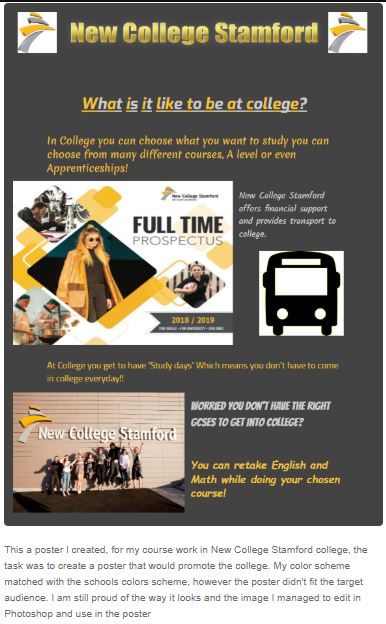 New College Stamford
What is it like to be at college?
In College you can choose what you want to study you can
choose from many different courses, A level or even
Apprenticeships!
New College Stamford
FULL TIME
PROSPECTUS
2018 / 2019
FOR SKILLS • FOR UNIVERSITY • FOR JOBS
New College Stamford
offers financial support
and provides transport to
college.
At College you get to have 'Study days' Which means you don't have to come
in college everyday!!
New College Stamford
WORRIED YOU DON'T HAVE THE RIGHT
GCSES TO GET INTO COLLEGE?
You can retake English and
Math while doing your chosen
course!
This a poster I created, for my course work in New College Stamford college, the
task was to create a poster that would promote the college. My color scheme
matched with the schools colors scheme, however the poster didn't fit the target
audience. I am still proud of the way it looks and the image I managed to edit in
Photoshop and use in the poster